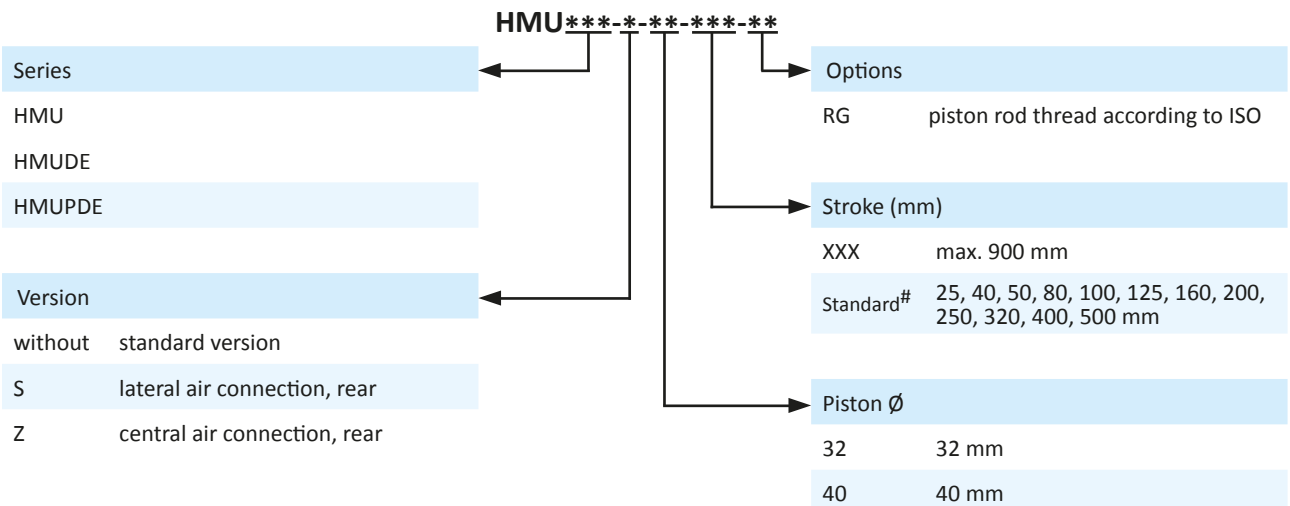 HMU***-*-**-***-**
Series
HMU
HMUDE
HMUPDE
Version
without standard version
S lateral air connection, rear
Z central air connection, rear
Options
RG piston rod thread according to ISO
Stroke (mm)
XXX max. 900 mm
Standard# 25, 40, 50, 80, 100, 125, 160, 200,
250, 320, 400, 500 mm
Piston Ø
32 32 mm
40 40 mm